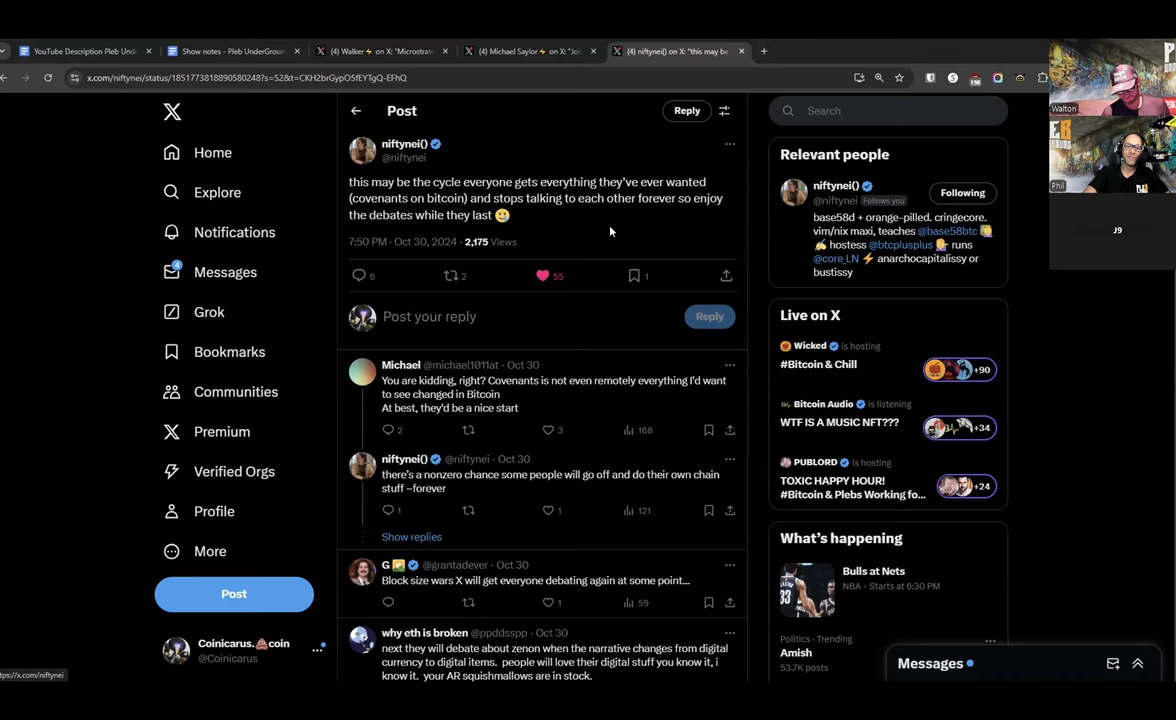 YouTube Description Pleb Und
Show notes - Pleb UnderGroun
(4) Walker⚡ on X: "Microstrate
(4) Michael Saylor⚡ on X: "Joi
(4) niftynei() on X: "this may be
x.com/niftynei/status/1851773818890580248?s=52&t=CKH2brGypO5fEYTgQ-EFhQ
198
Home
Explore
Notifications
4
Messages
Grok
Bookmarks
Communities
Premium
Verified Orgs
Profile
More
Post
Coinicarus.💩coin
@Coinicarus
tps://x.com/niftynei
Post
Reply
niftynei()
@niftynei
this may be the cycle everyone gets everything they've ever wanted
(covenants on bitcoin) and stops talking to each other forever so enjoy
the debates while they last 🙂
7:50 PM · Oct 30, 2024 · 2,175 Views
6
2
55
1
Post your reply
Reply
Michael @michael1011at · Oct 30
You are kidding, right? Covenants is not even remotely everything I'd want
to see changed in Bitcoin
At best, they'd be a nice start
2
3
168
niftynei() @niftynei · Oct 30
there's a nonzero chance some people will go off and do their own chain
stuff ~forever
1
1
121
Show replies
G @grantadever · Oct 30
Block size wars X will get everyone debating again at some point...
1
59
why eth is broken @ppddsspp · Oct 30
next they will debate about zenon when the narrative changes from digital
currency to digital items. people will love their digital stuff you know it, i
know it. your AR squishmallows are in stock.
Search
Relevant people
niftynei()
@niftynei Follows you
Following
base58d + orange-pilled. cringecore.
vim/nix maxi, teaches @base58btc
✍️ hostess @btcplusplus runs
@core_LN ⚡ anarchocapitalissy or
bustissy
Live on X
Wicked is hosting
#Bitcoin & Chill
+90
Bitcoin Audio is listening
WTF IS A MUSIC NFT???
+34
PUBLORD is hosting
TOXIC HAPPY HOUR!
#Bitcoin & Plebs Working fo...
+24
What's happening
Bulls at Nets
NBA · Starts at 6:30 PM
Politics · Trending
Amish
53.7K posts
Messages
Walton
Phil
J9